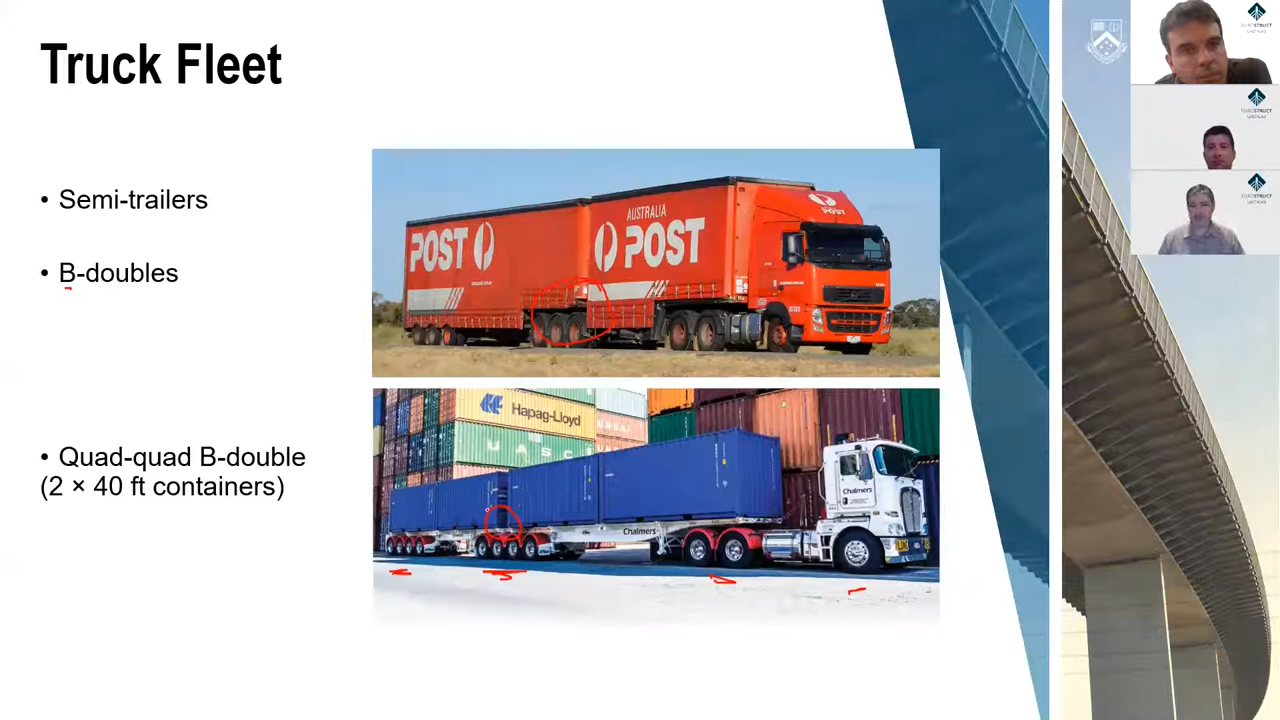 Truck Fleet
• Semi-trailers
• B-doubles
• Quad-quad B-double
(2 × 40 ft containers)
POST
AUSTRALIA
POST
Hapag-Lloyd
UASC
Chalmers
Chalmers